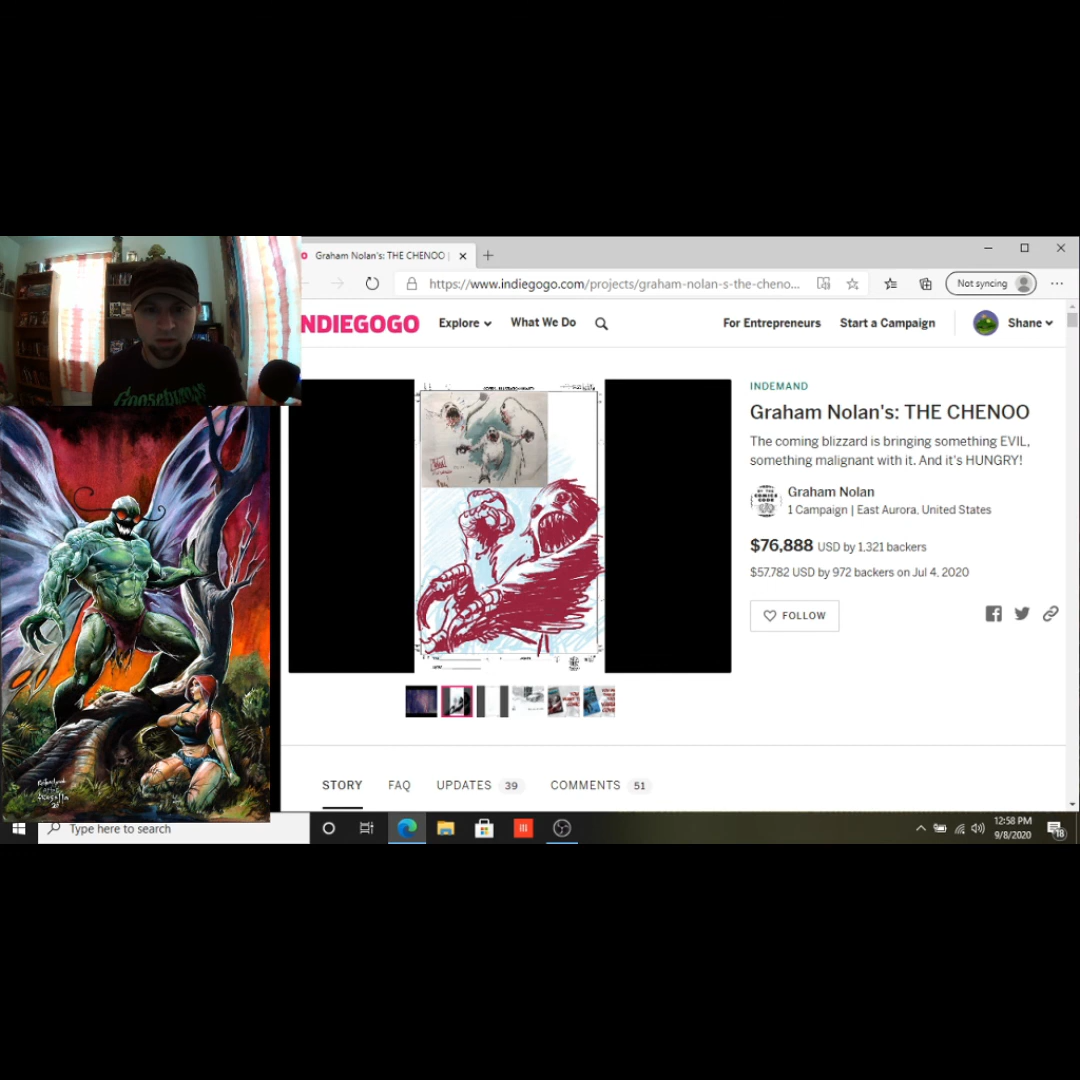 Graham Nolan's: THE CHENOO |
https://www.indiegogo.com/projects/graham-nolan-s-the-cheno...
Not syncing
NDIEGOGO
Explore
What We Do
For Entrepreneurs
Start a Campaign
Shane
Goosebumps
INDEMAND
Graham Nolan's: THE CHENOO
The coming blizzard is bringing something EVIL,
something malignant with it. And it's HUNGRY!
Graham Nolan
1 Campaign | East Aurora, United States
$76,888 USD by 1,321 backers
$57,782 USD by 972 backers on Jul 4, 2020
FOLLOW
STORY
FAQ
UPDATES 39
COMMENTS 51
Type here to search
12:58 PM
9/8/2020
18